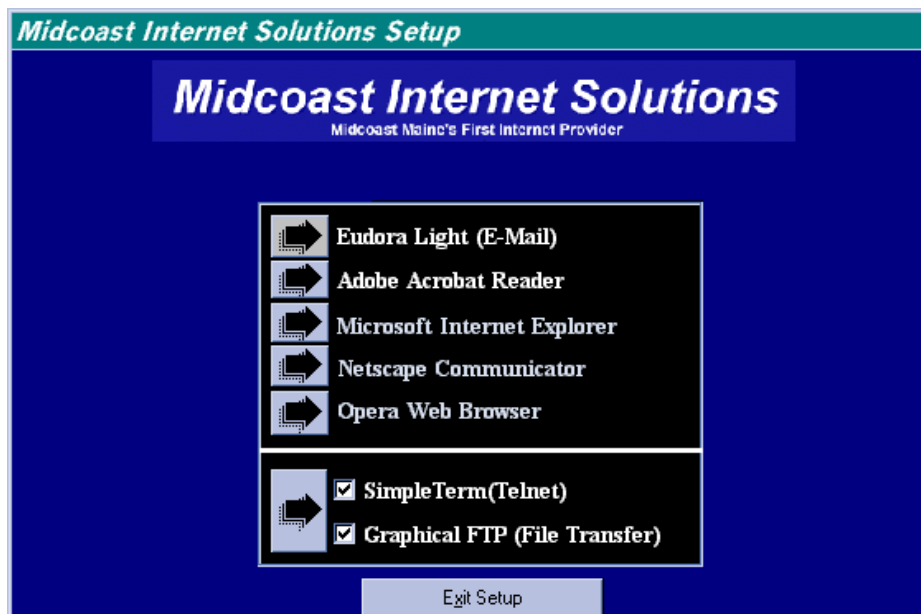 Midcoast Internet Solutions Setup
Midcoast Internet Solutions
Midcoast Maine's First Internet Provider
Eudora Light (E-Mail)
Adobe Acrobat Reader
Microsoft Internet Explorer
Netscape Communicator
Opera Web Browser
SimpleTerm(Telnet)
Graphical FTP (File Transfer)
Exit Setup